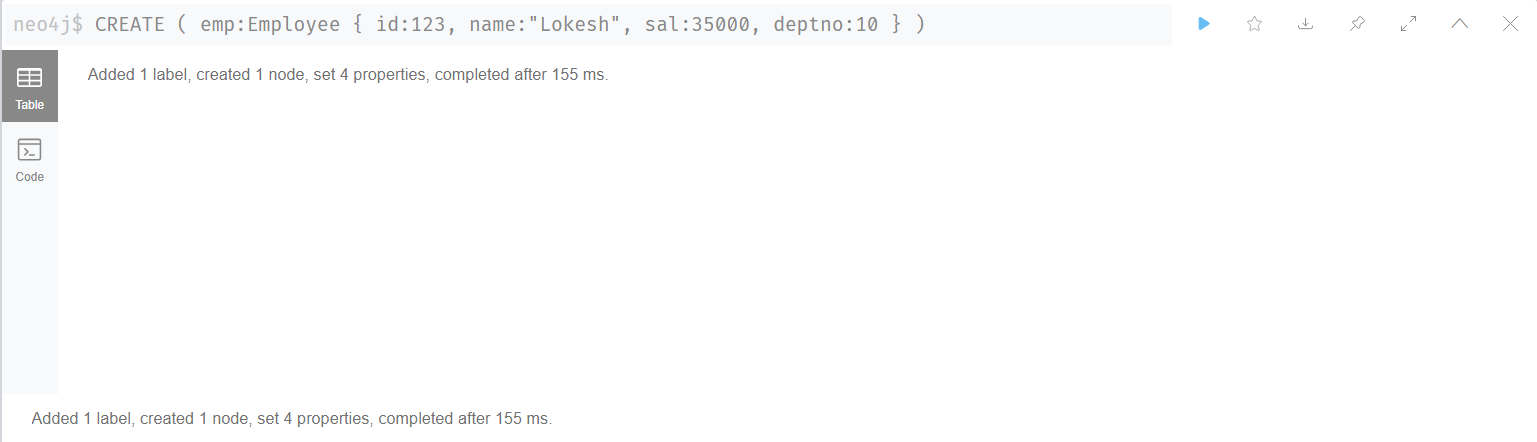 neo4j$ CREATE ( emp:Employee { id:123, name:"Lokesh", sal:35000, deptno:10 } )
Added 1 label, created 1 node, set 4 properties, completed after 155 ms.
Table
Code
Added 1 label, created 1 node, set 4 properties, completed after 155 ms.